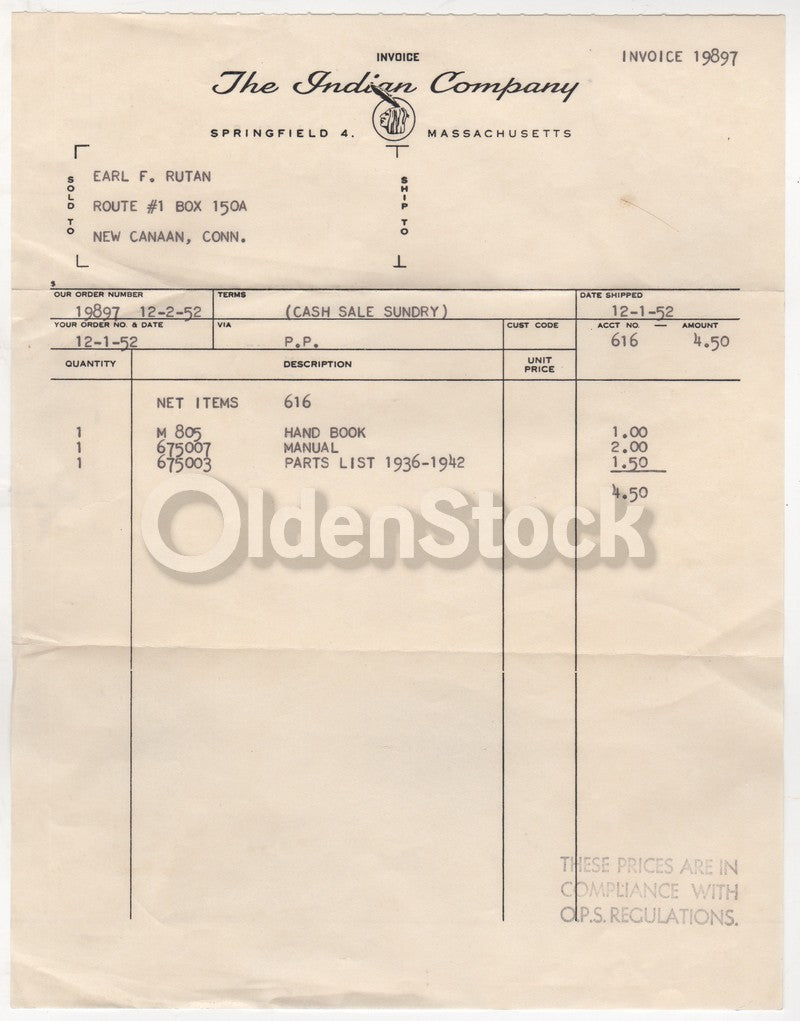 INVOICE
INVOICE 19897
The Indian Company
SPRINGFIELD 4. MASSACHUSETTS
SOLD TO
EARL F. RUTAN
ROUTE #1 BOX 150A
NEW CANAAN, CONN.
SHIP TO
$
OUR ORDER NUMBER TERMS DATE SHIPPED
19897 12-2-52 (CASH SALE SUNDRY) 12-1-52
YOUR ORDER NO. & DATE VIA CUST CODE ACCT NO. — AMOUNT
12-1-52 P.P. 616 4.50
QUANTITY DESCRIPTION UNIT PRICE
NET ITEMS 616
1 M 805 HAND BOOK 1.00
1 675007 MANUAL 2.00
1 675003 PARTS LIST 1936-1942 1.50
4.50
OldenStock
THESE PRICES ARE IN
COMPLIANCE WITH
O.P.S. REGULATIONS.